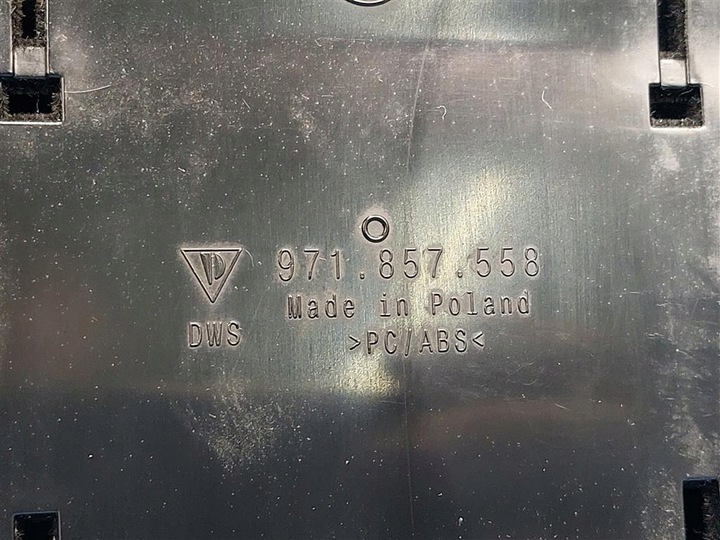 971.857.558
Made in Poland
DWS
>PC/ABS<